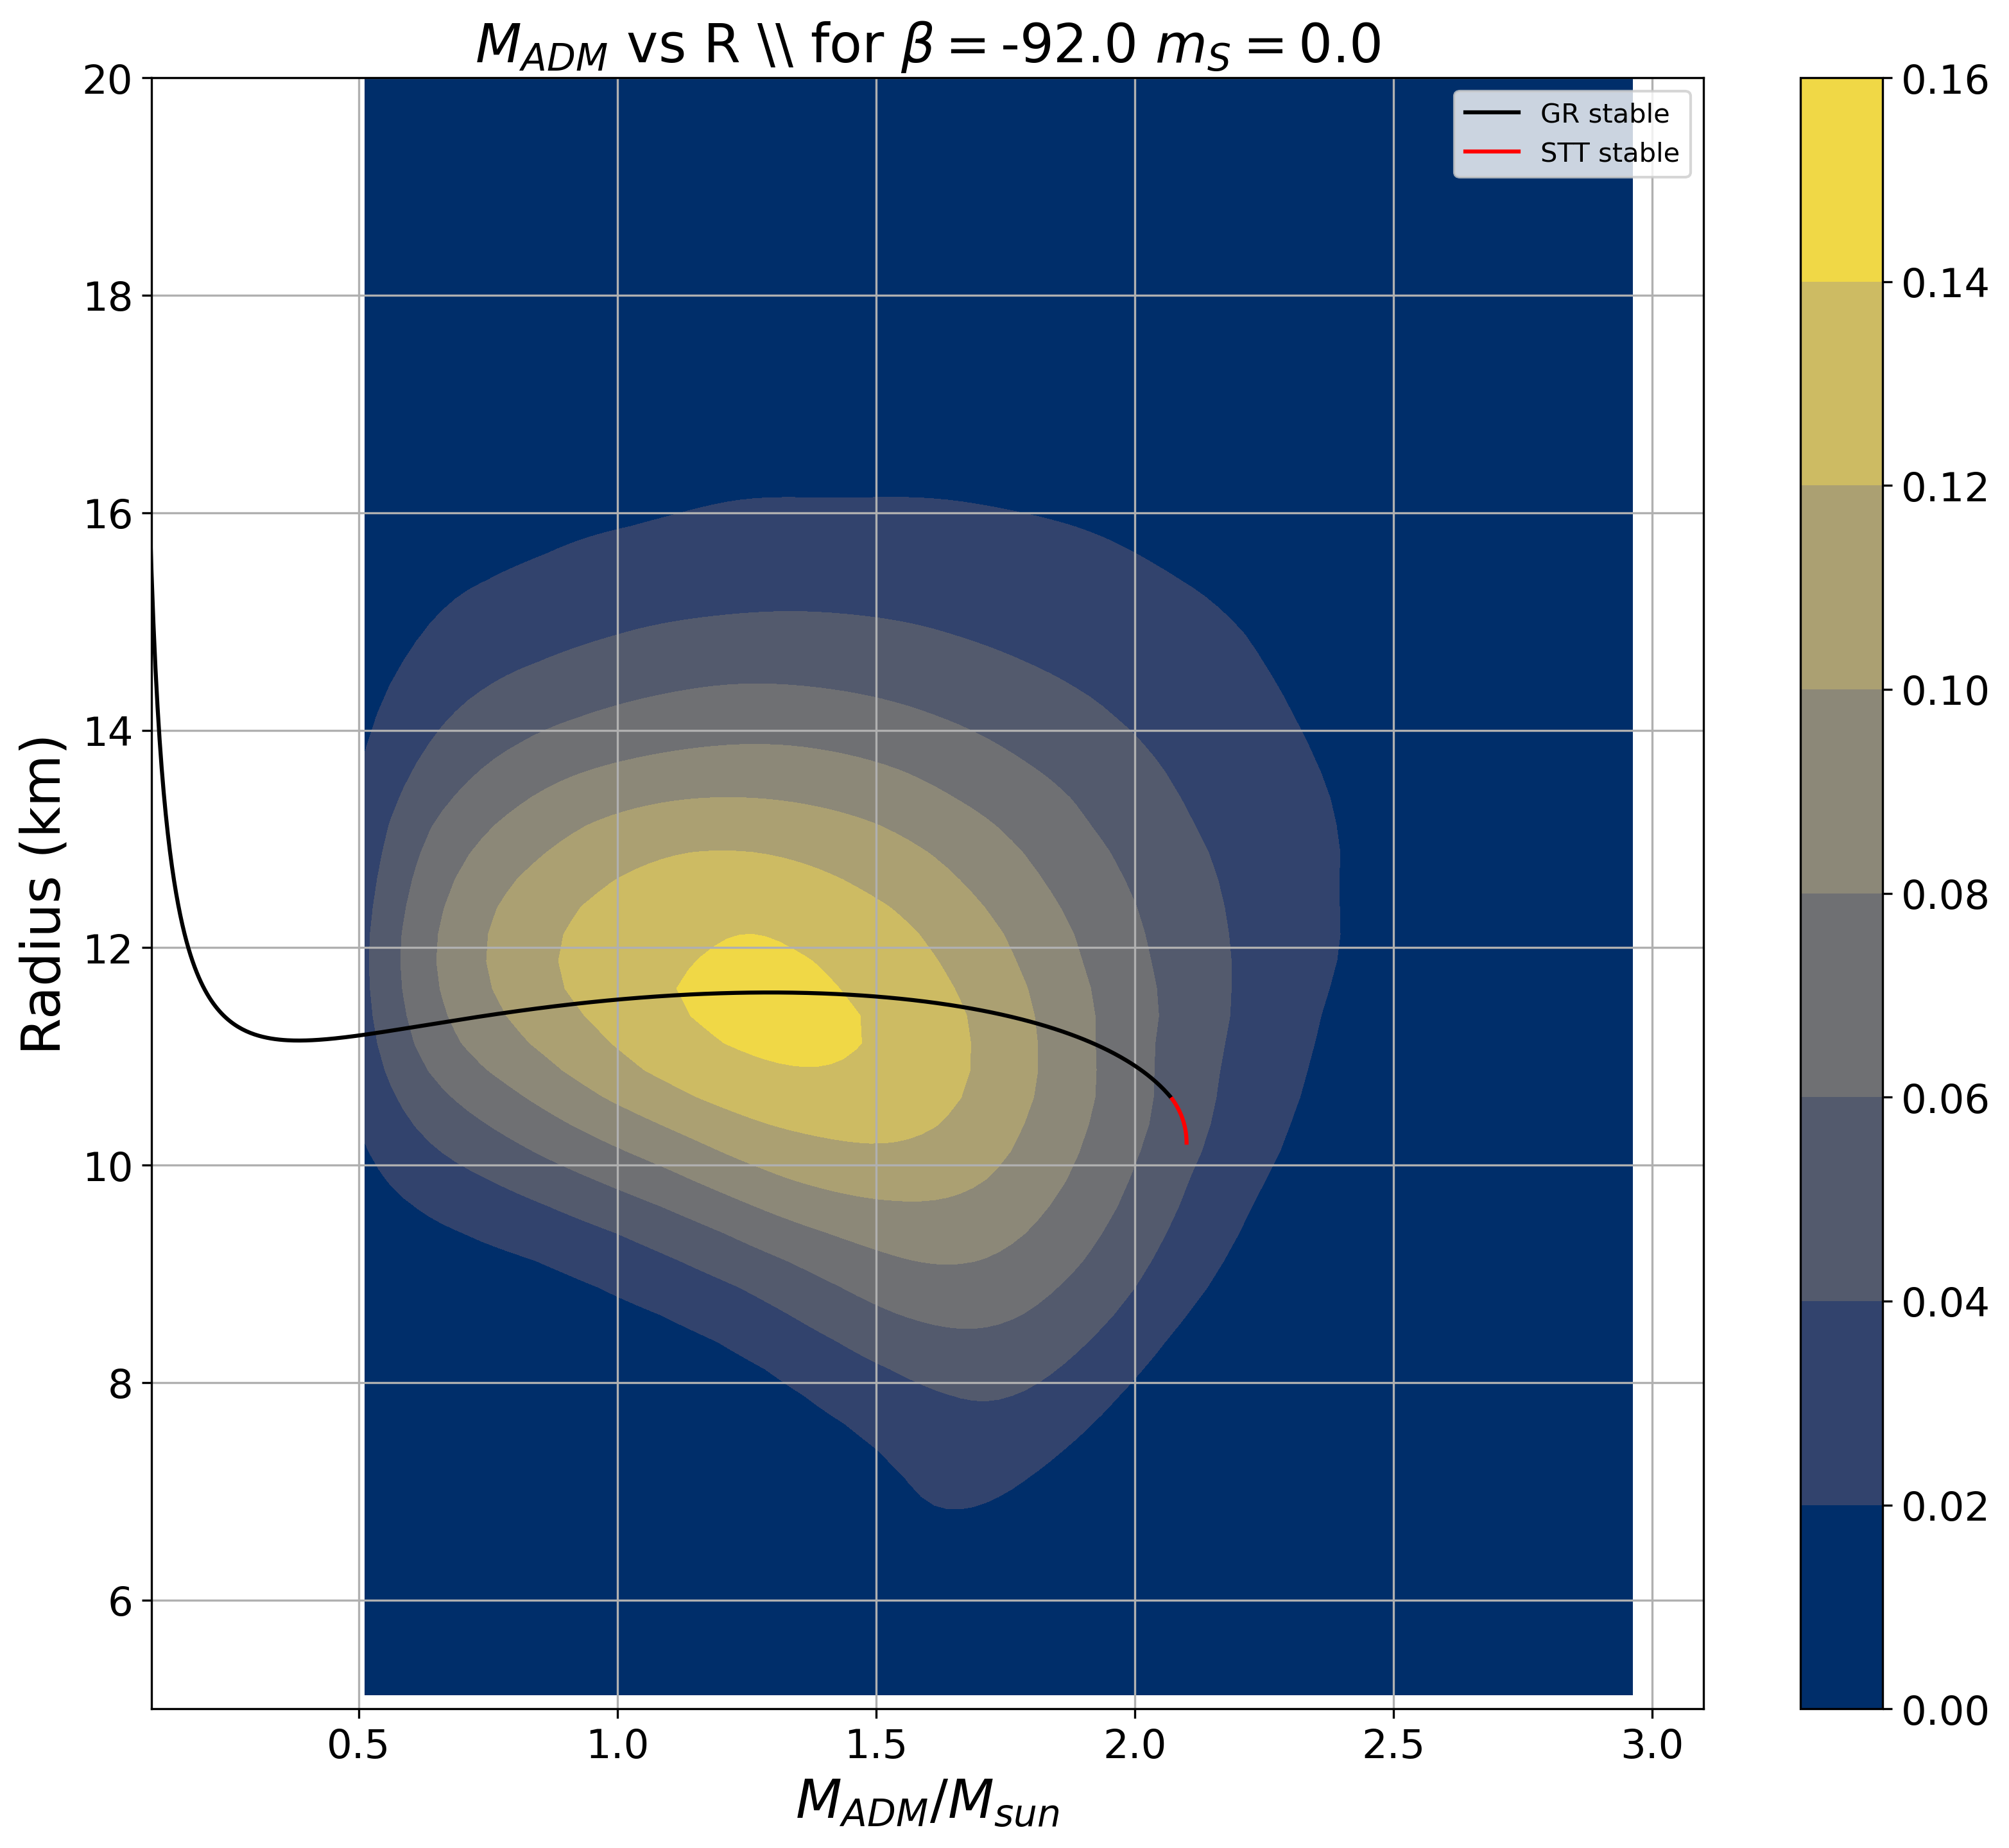 M_ADM vs R \\ for β = -92.0 m_S = 0.0
GR stable
STT stable
Radius (km)
20
18
16
14
12
10
8
6
0.5 1.0 1.5 2.0 2.5 3.0
M_ADM/M_sun
0.16
0.14
0.12
0.10
0.08
0.06
0.04
0.02
0.00